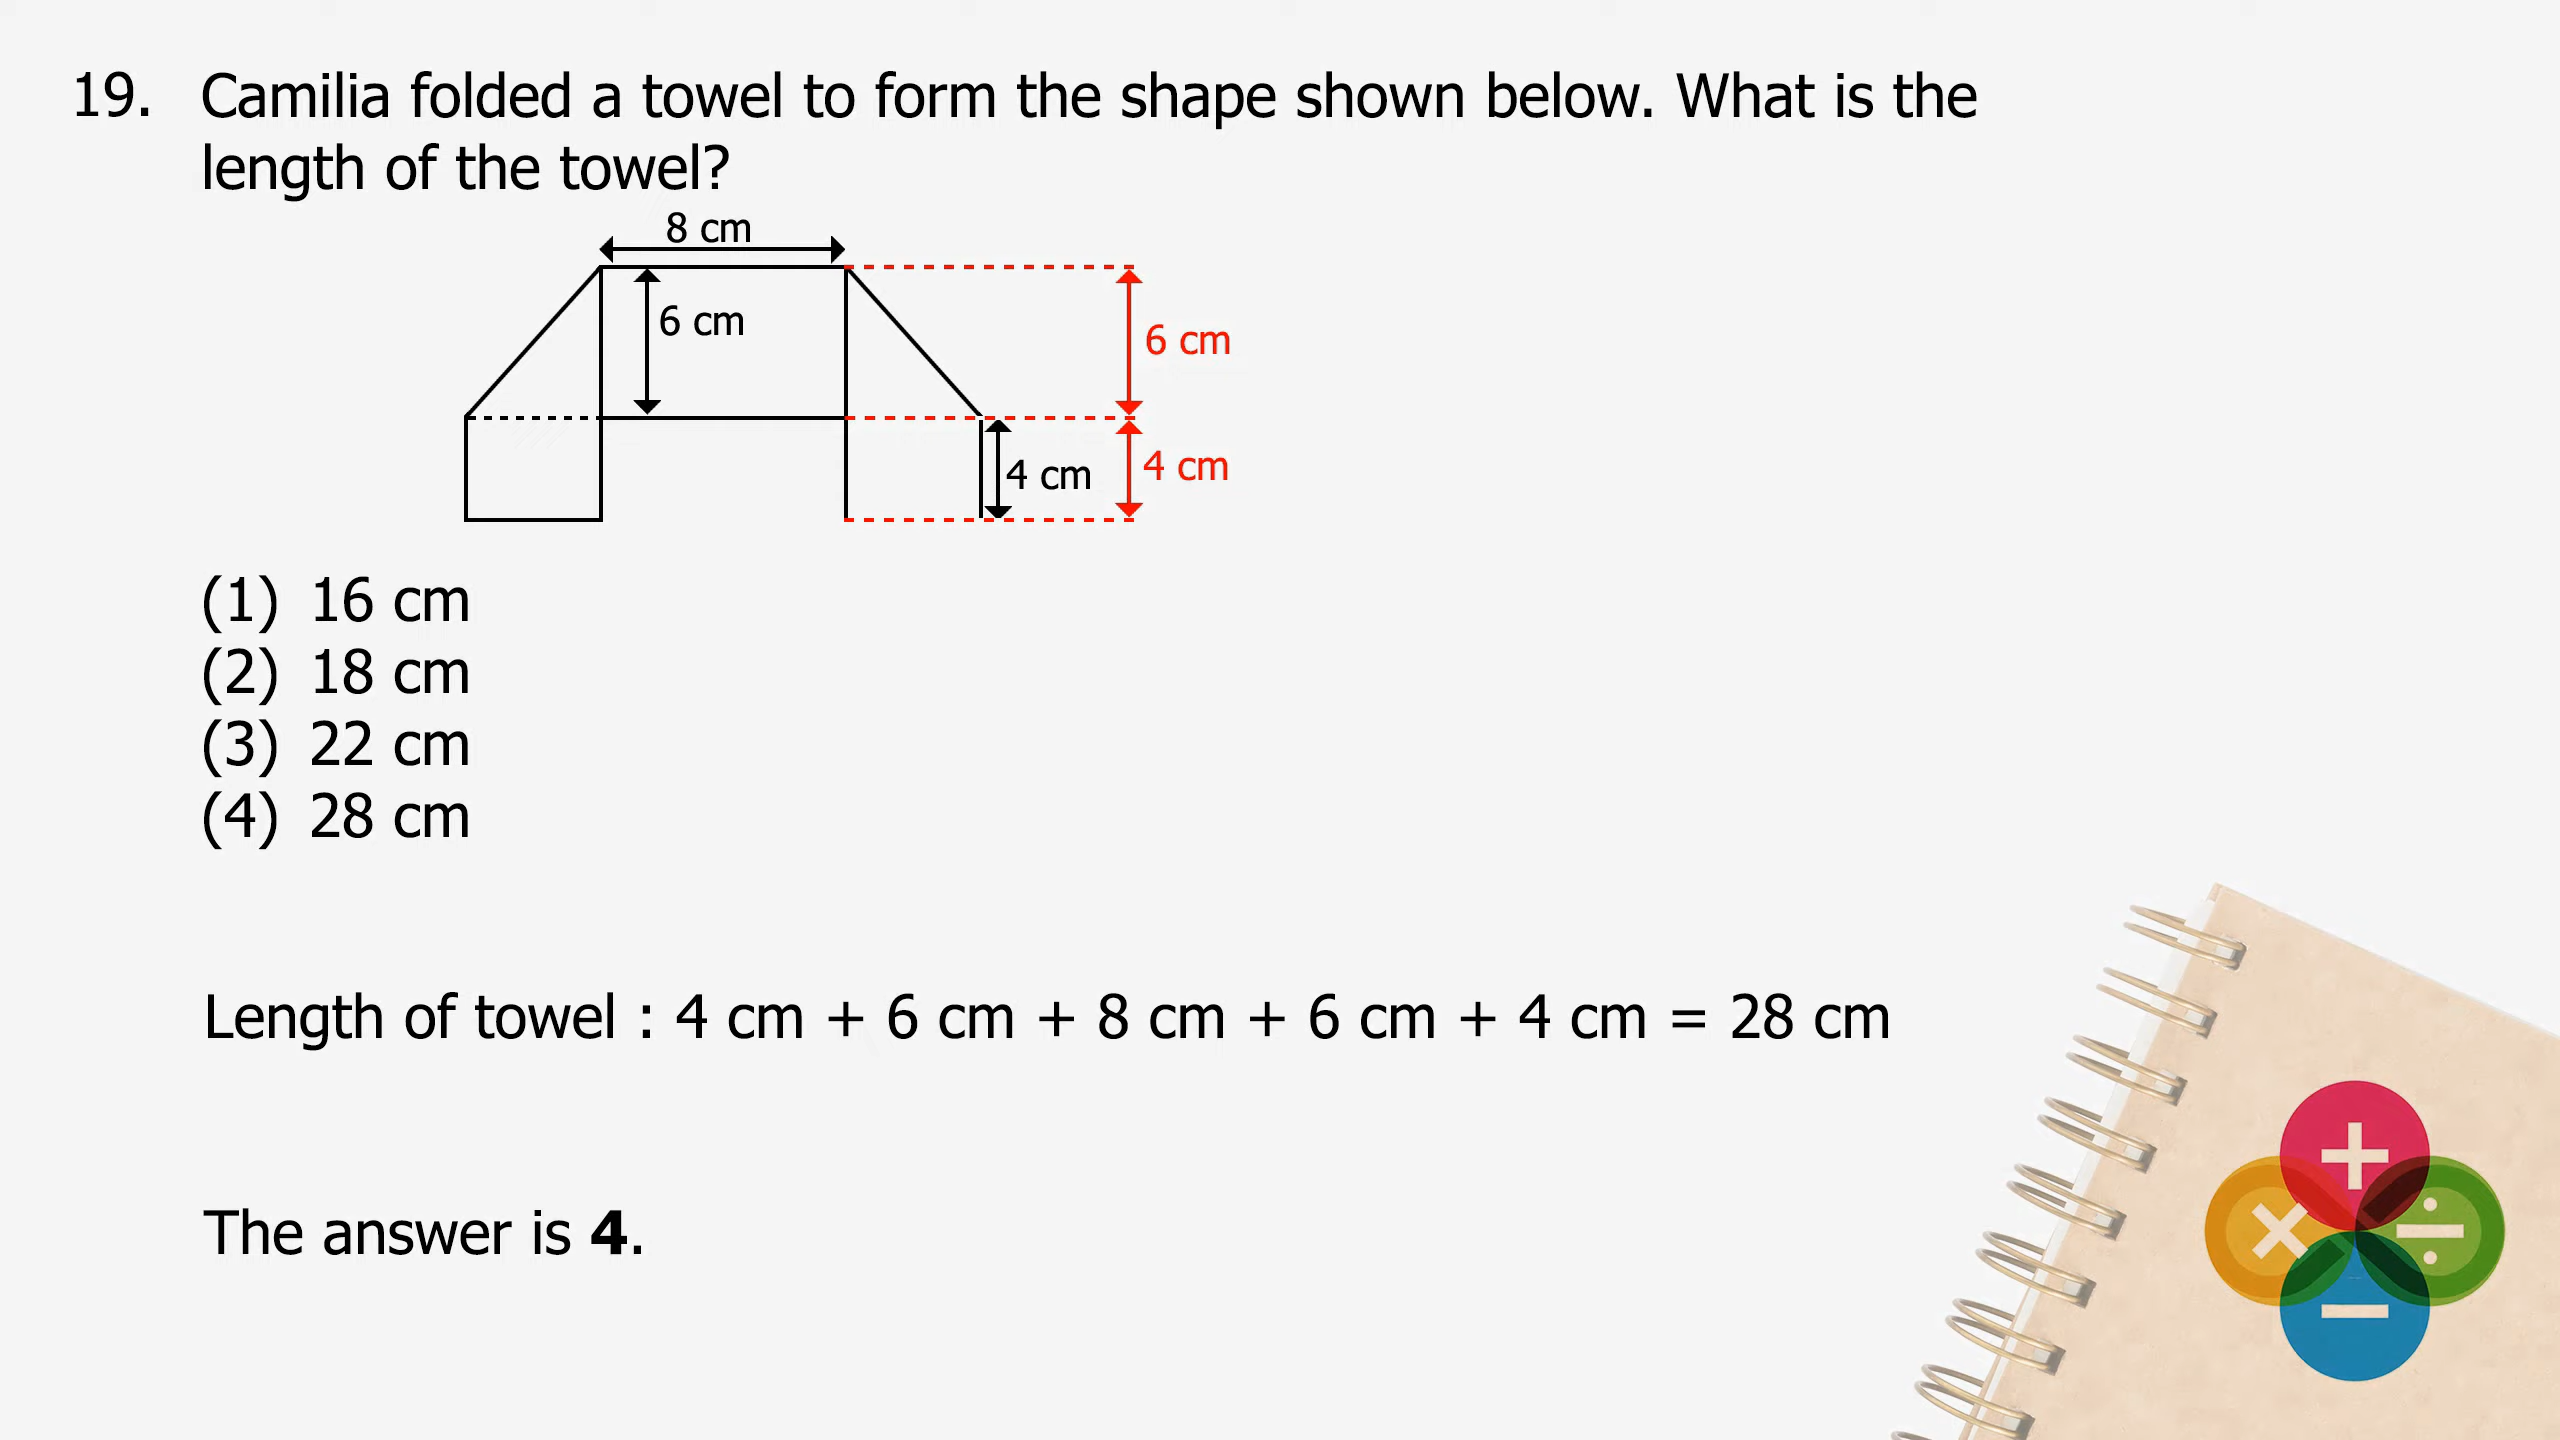 19. Camilia folded a towel to form the shape shown below. What is the
length of the towel?
8 cm
6 cm
6 cm
4 cm
4 cm
(1) 16 cm
(2) 18 cm
(3) 22 cm
(4) 28 cm
Length of towel : 4 cm + 6 cm + 8 cm + 6 cm + 4 cm = 28 cm
The answer is 4.
+
×
÷
−